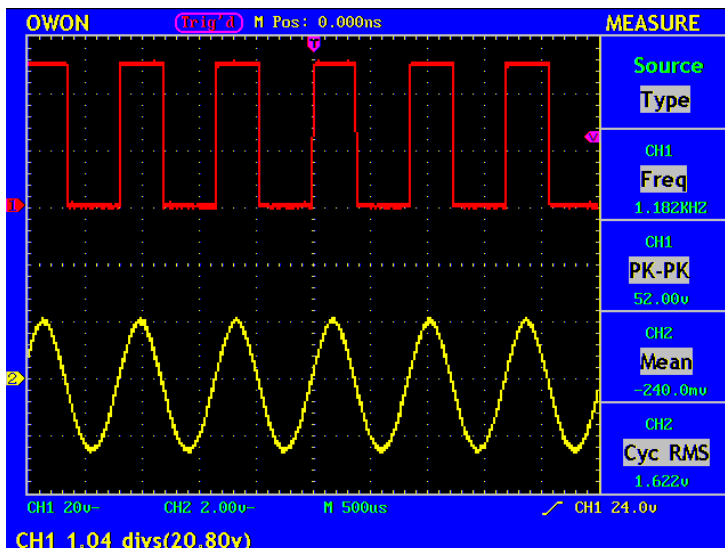 OWON Trig'd M Pos: 0.000ns MEASURE
T
Source
Type
V
CH1
Freq
1.182KHZ
1
CH1
PK-PK
52.00v
CH2
Mean
-240.0mv
2
CH2
Cyc RMS
1.622v
CH1 20v~ CH2 2.00v~ M 500us CH1 24.0v
CH1 1.04 divs(20.80v)